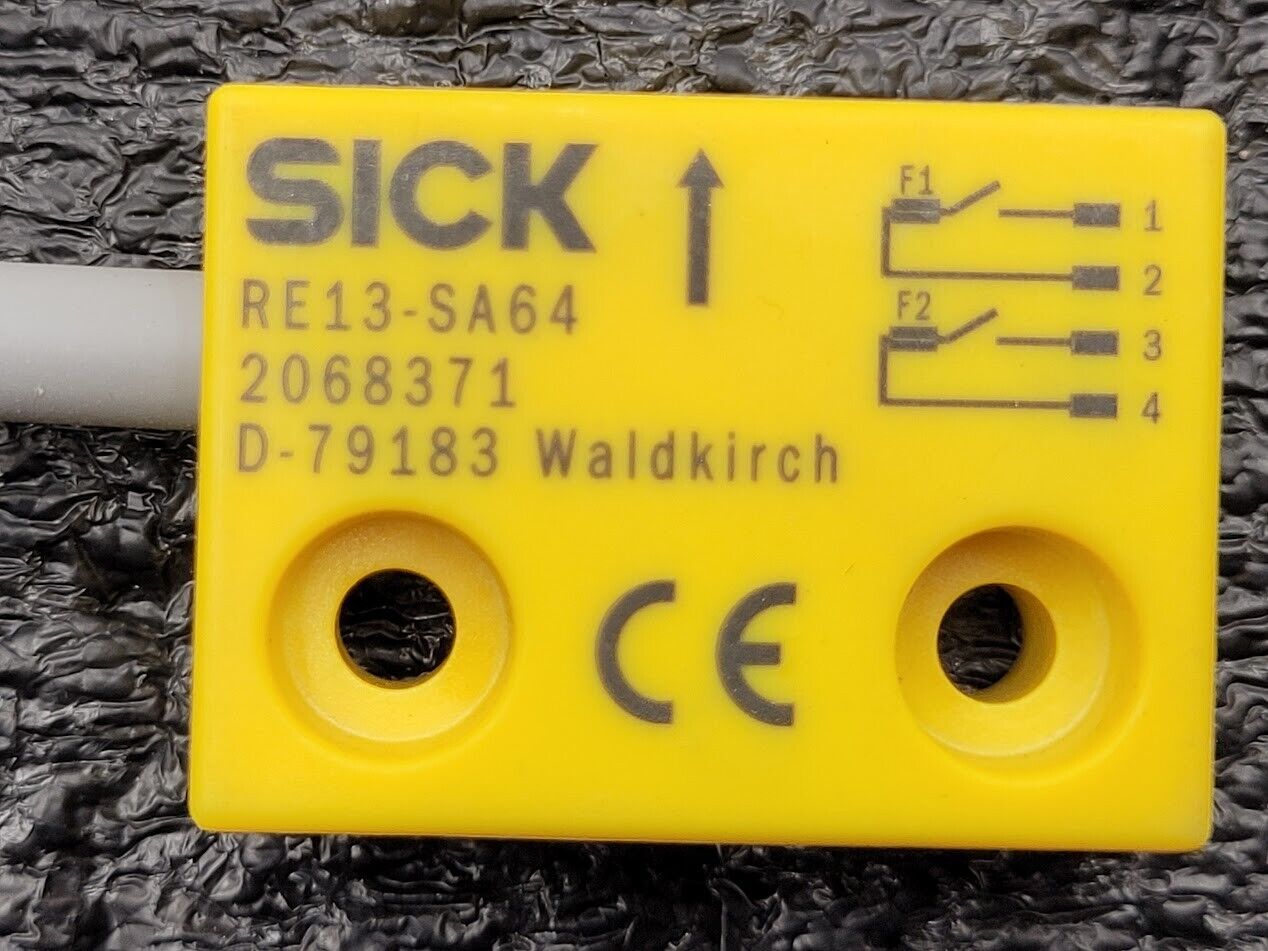 SICK
RE13-SA64
2068371
D-79183 Waldkirch
F1
1
2
F2
3
4
CE